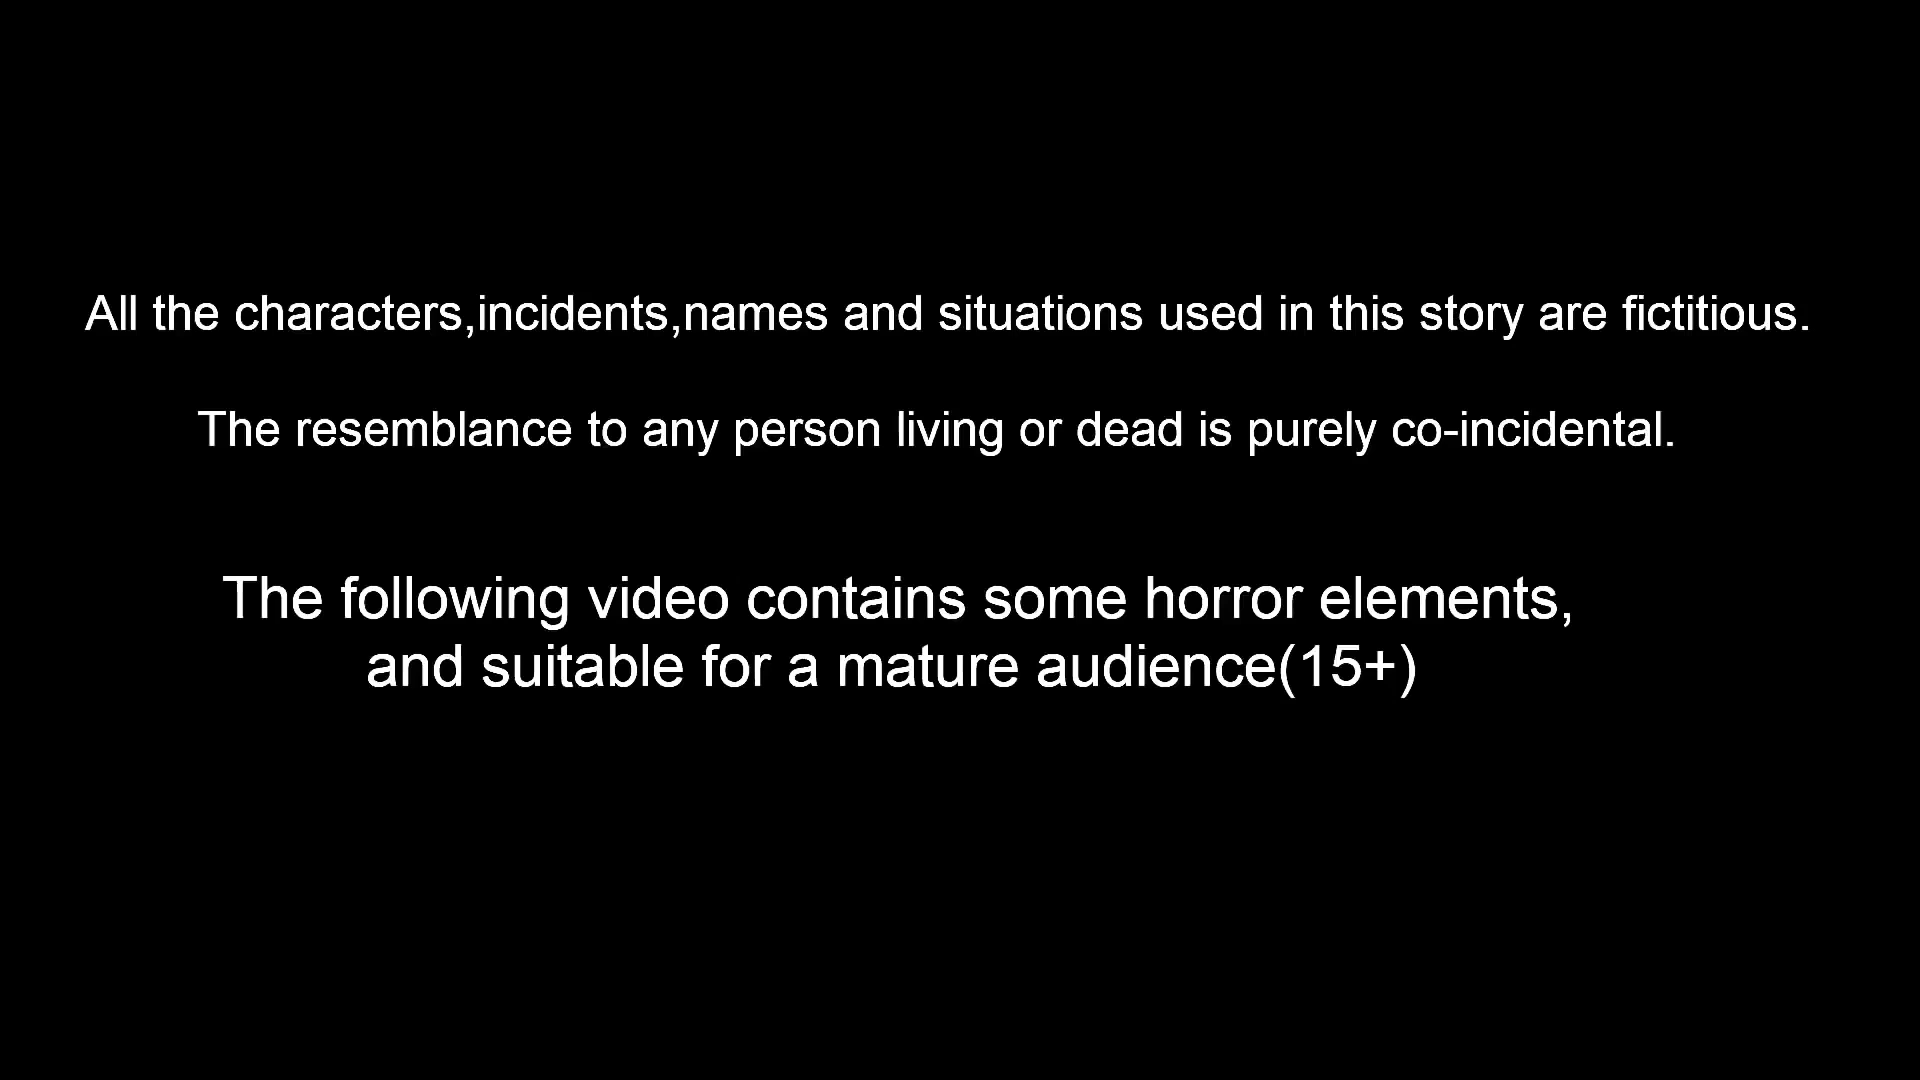 All the characters,incidents,names and situations used in this story are fictitious.
The resemblance to any person living or dead is purely co-incidental.
The following video contains some horror elements,
and suitable for a mature audience(15+)